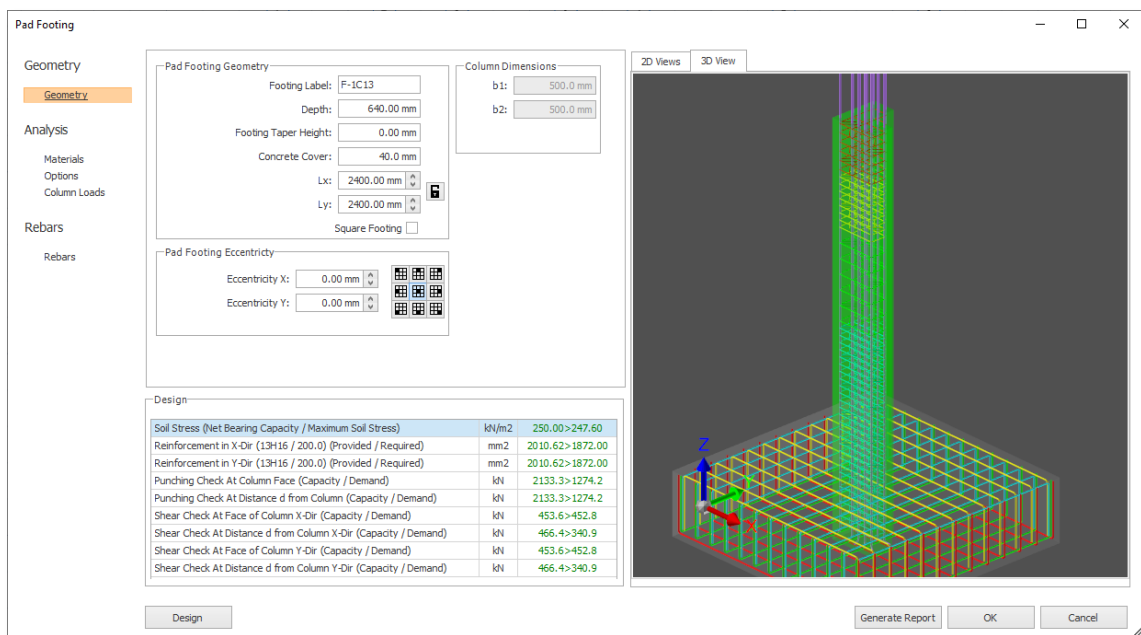 Pad Footing
Geometry
Geometry
Analysis
Materials
Options
Column Loads
Rebars
Rebars
Pad Footing Geometry
Footing Label: F-1C13
Depth: 640.00 mm
Footing Taper Height: 0.00 mm
Concrete Cover: 40.0 mm
Lx: 2400.00 mm
Ly: 2400.00 mm
Square Footing
Column Dimensions
b1: 500.0 mm
b2: 500.0 mm
Pad Footing Eccentricty
Eccentricity X: 0.00 mm
Eccentricity Y: 0.00 mm
Design
Soil Stress (Net Bearing Capacity / Maximum Soil Stress) kN/m2 250.00>247.60
Reinforcement in X-Dir (13H16 / 200.0) (Provided / Required) mm2 2010.62>1872.00
Reinforcement in Y-Dir (13H16 / 200.0) (Provided / Required) mm2 2010.62>1872.00
Punching Check At Column Face (Capacity / Demand) kN 2133.3>1274.2
Punching Check At Distance d from Column (Capacity / Demand) kN 2133.3>1274.2
Shear Check At Face of Column X-Dir (Capacity / Demand) kN 453.6>452.8
Shear Check At Distance d from Column X-Dir (Capacity / Demand) kN 466.4>340.9
Shear Check At Face of Column Y-Dir (Capacity / Demand) kN 453.6>452.8
Shear Check At Distance d from Column Y-Dir (Capacity / Demand) kN 466.4>340.9
2D Views 3D View
Z
Y
X
Design Generate Report OK Cancel